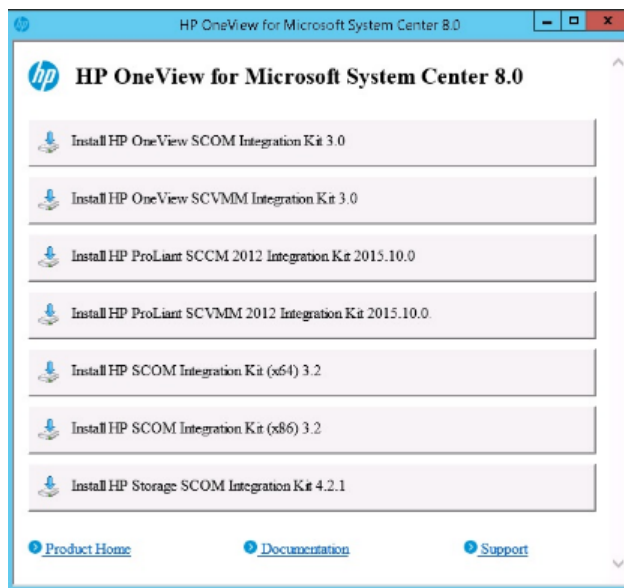 HP OneView for Microsoft System Center 8.0
hp HP OneView for Microsoft System Center 8.0
Install HP OneView SCOM Integration Kit 3.0
Install HP OneView SCVMM Integration Kit 3.0
Install HP ProLiant SCCM 2012 Integration Kit 2015.10.0
Install HP ProLiant SCVMM 2012 Integration Kit 2015.10.0
Install HP SCOM Integration Kit (x64) 3.2
Install HP SCOM Integration Kit (x86) 3.2
Install HP Storage SCOM Integration Kit 4.2.1
Product Home Documentation Support